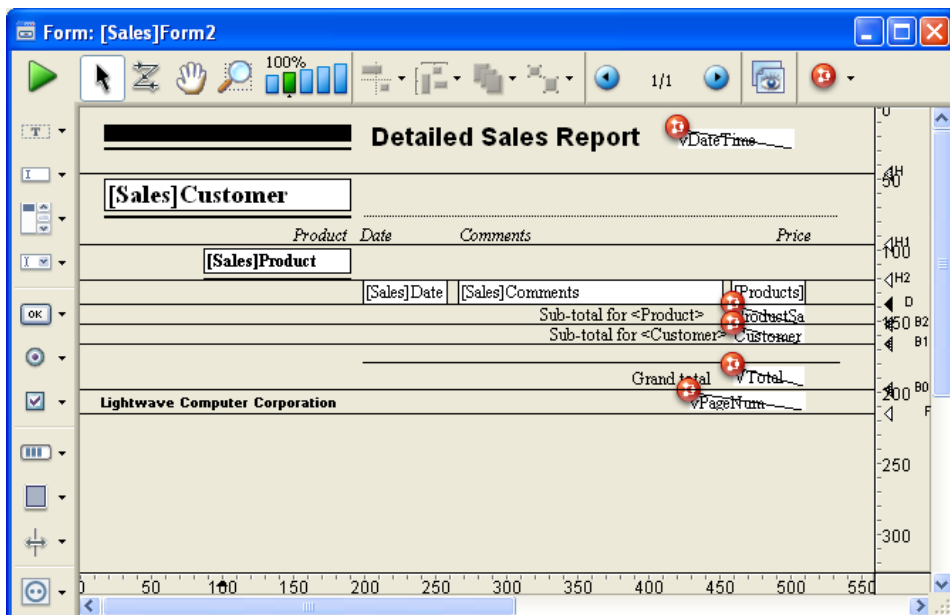 Form: [Sales]Form2
100%
1/1
T
I
I
OK
0
Detailed Sales Report
vDateTime
H
50
[Sales]Customer
Product Date Comments Price
H1
100
[Sales]Product
H2
[Sales]Date [Sales]Comments [Products]
D
Sub-total for <Product> ProductSa
150 B2
Sub-total for <Customer> Customer
B1
Grand total vTotal
B0
200
Lightwave Computer Corporation vPageNum
F
250
300
0 50 100 150 200 250 300 350 400 450 500 550